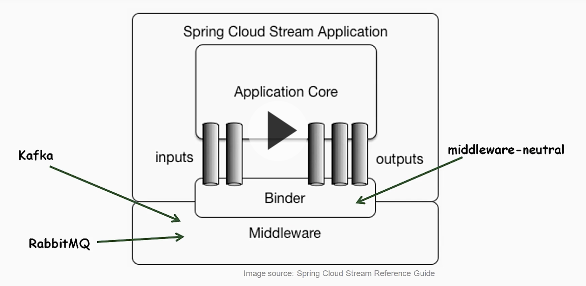 Spring Cloud Stream Application
Application Core
inputs
outputs
Kafka
middleware-neutral
Binder
RabbitMQ
Middleware
Image source: Spring Cloud Stream Reference Guide